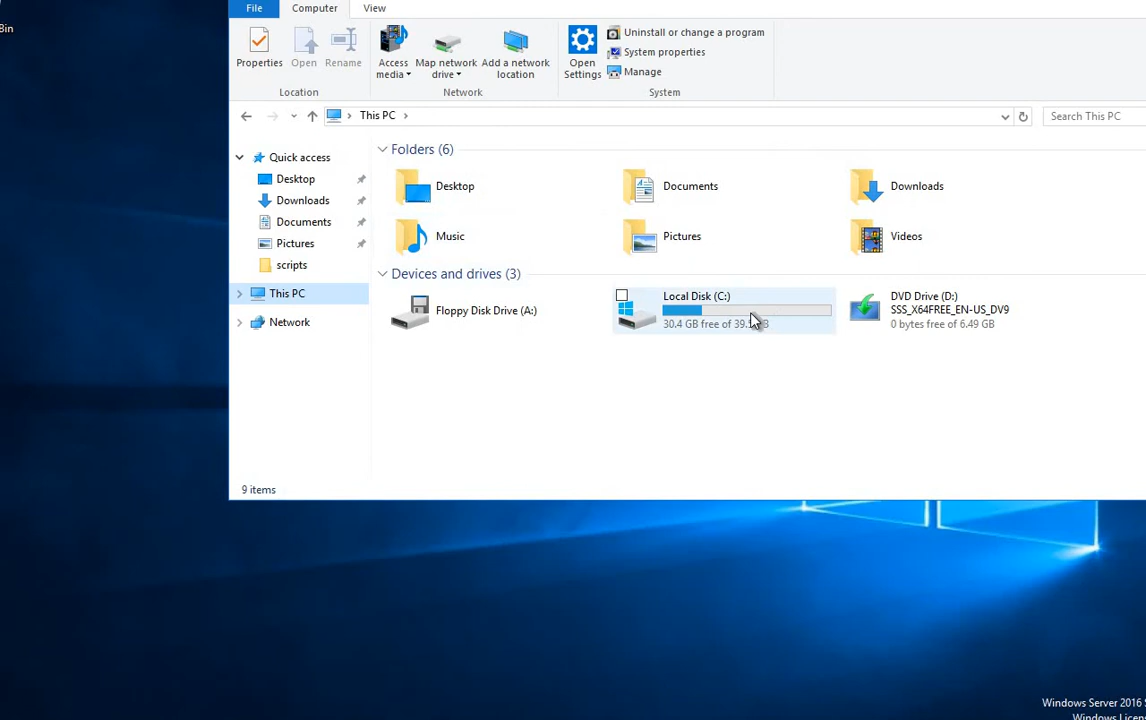 Bin
File Computer View
Properties Open Rename Access media Map network drive Add a network location Open Settings
Uninstall or change a program
System properties
Manage
Location Network System
This PC Search This PC
Quick access
Desktop
Downloads
Documents
Pictures
scripts
This PC
Network
Folders (6)
Desktop Documents Downloads
Music Pictures Videos
Devices and drives (3)
Floppy Disk Drive (A:)
Local Disk (C:)
30.4 GB free of
DVD Drive (D:)
SSS_X64FREE_EN-US_DV9
0 bytes free of 6.49 GB
9 items
Windows Server 2016
Windows